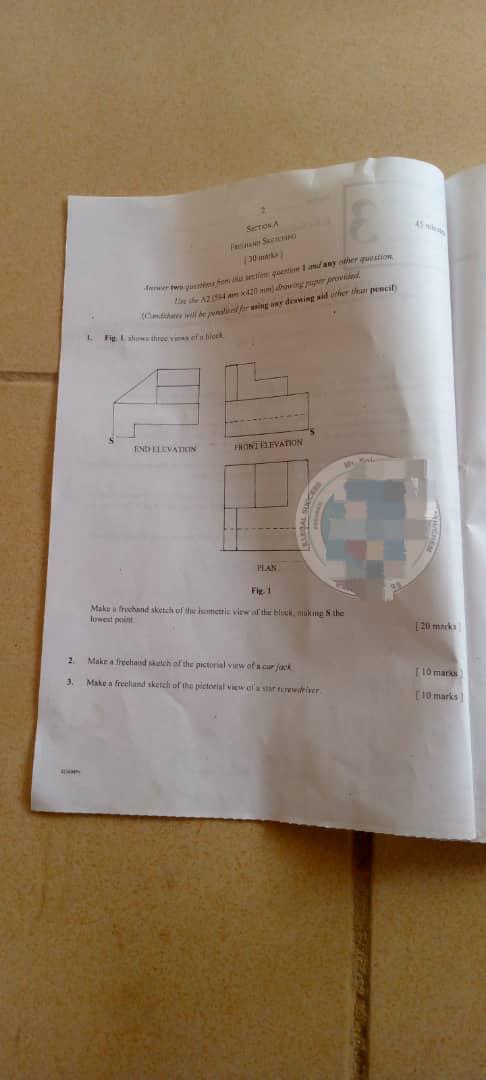 2
SECTION A
FREEHAND SKETCHING
[ 30 marks ]
45 minutes
Answer two questions from this section: question 1 and any other question.
Use the A2 (594 mm × 420 mm) drawing paper provided.
(Candidates will be penalized for using any drawing aid other than pencil)
1. Fig. 1. shows three views of a block.
S
S
END ELEVATION
FRONT ELEVATION
PLAN
Fig. 1
Make a freehand sketch of the isometric view of the block, making S the
lowest point.
[ 20 marks ]
2. Make a freehand sketch of the pictorial view of a car jack.
[ 10 marks ]
3. Make a freehand sketch of the pictorial view of a star screwdriver.
[ 10 marks ]